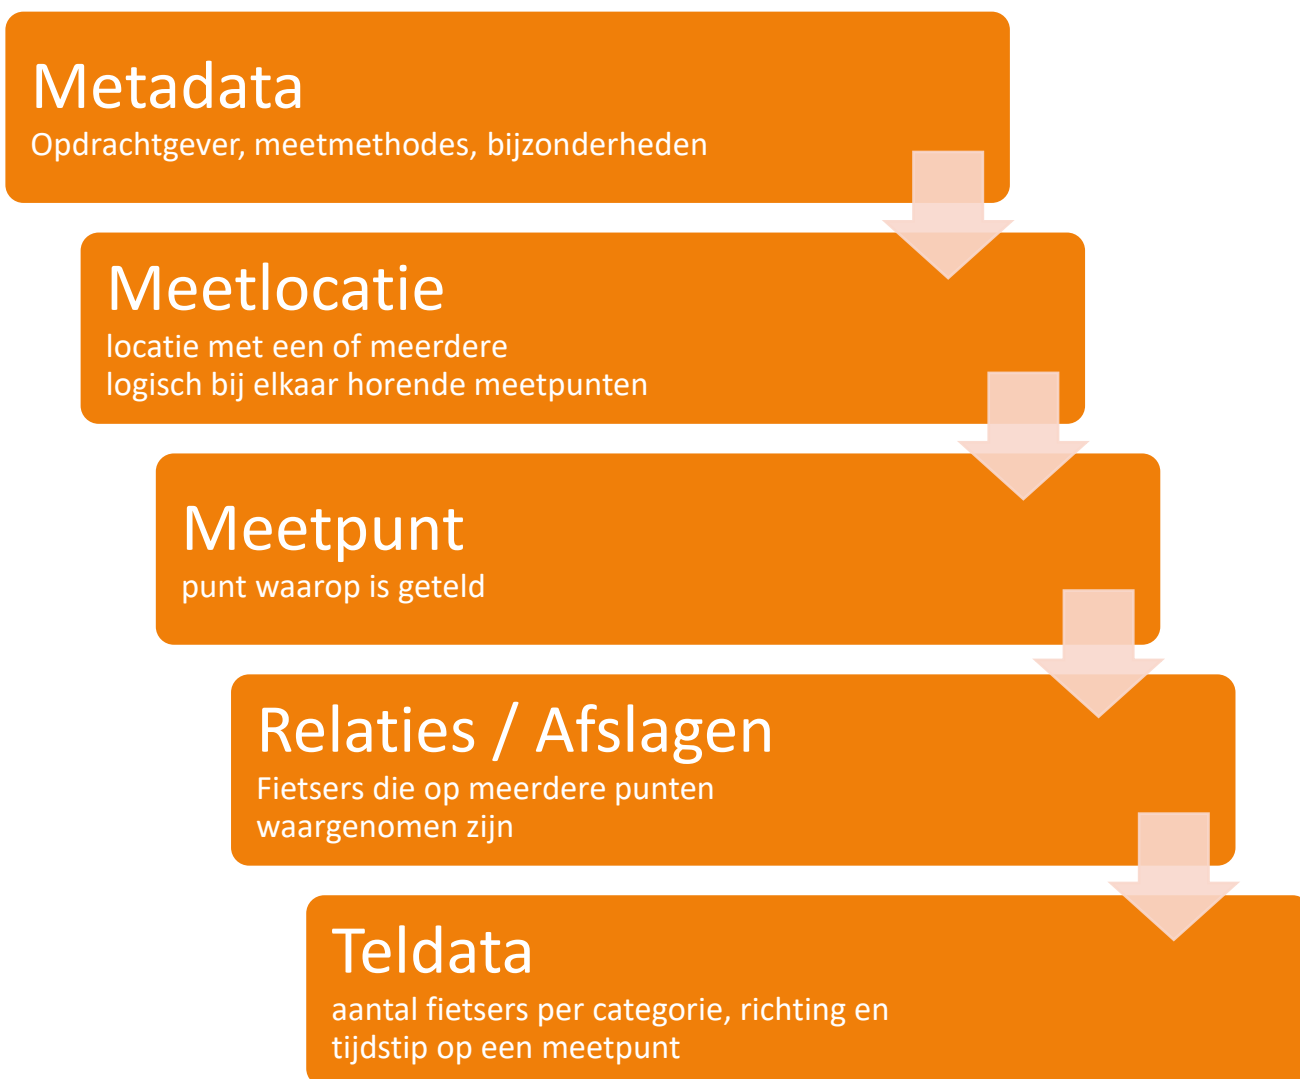 Metadata
Opdrachtgever, meetmethodes, bijzonderheden
Meetlocatie
locatie met een of meerdere
logisch bij elkaar horende meetpunten
Meetpunt
punt waarop is geteld
Relaties / Afslagen
Fietsers die op meerdere punten
waargenomen zijn
Teldata
aantal fietsers per categorie, richting en
tijdstip op een meetpunt